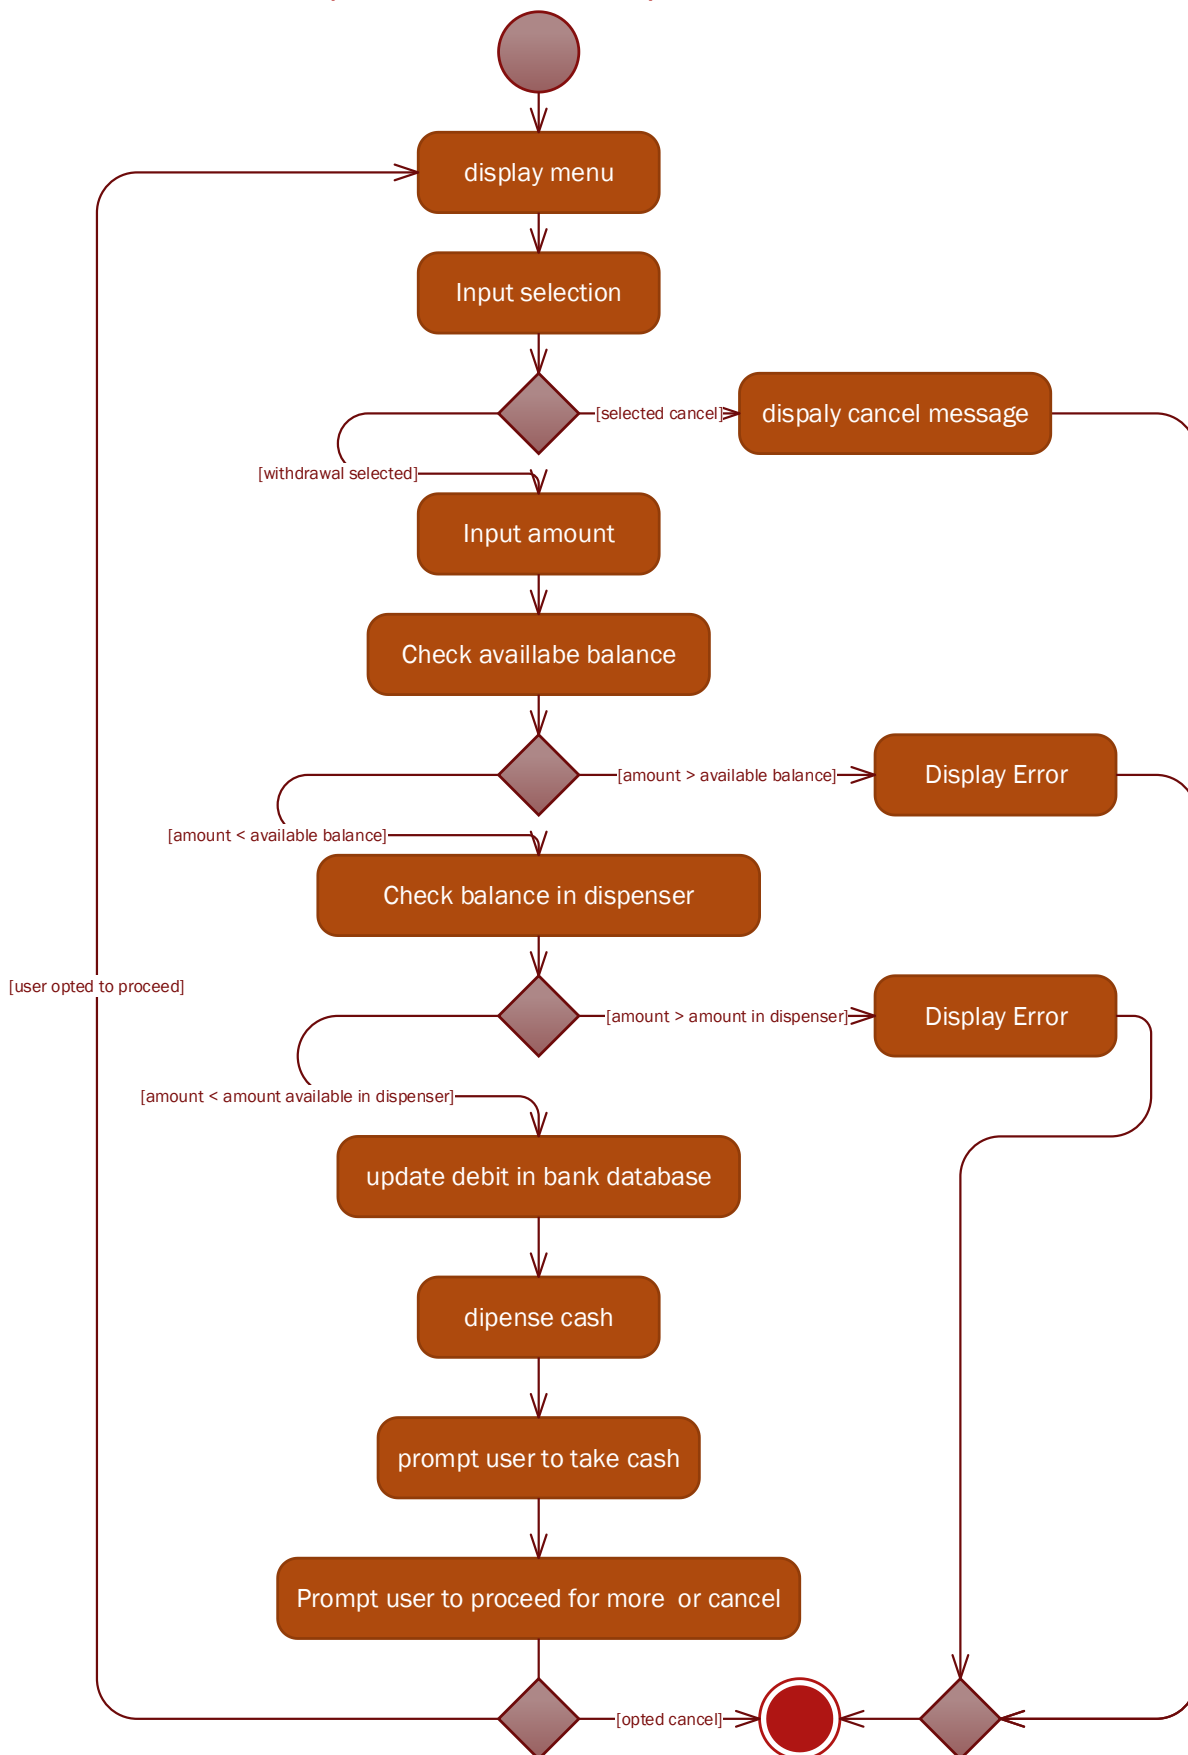 display menu
Input selection
[selected cancel]
dispaly cancel message
[withdrawal selected]
Input amount
Check availlabe balance
[amount > available balance]
Display Error
[amount < available balance]
Check balance in dispenser
[user opted to proceed]
[amount > amount in dispenser]
Display Error
[amount < amount available in dispenser]
update debit in bank database
dipense cash
prompt user to take cash
Prompt user to proceed for more  or cancel
[opted cancel]